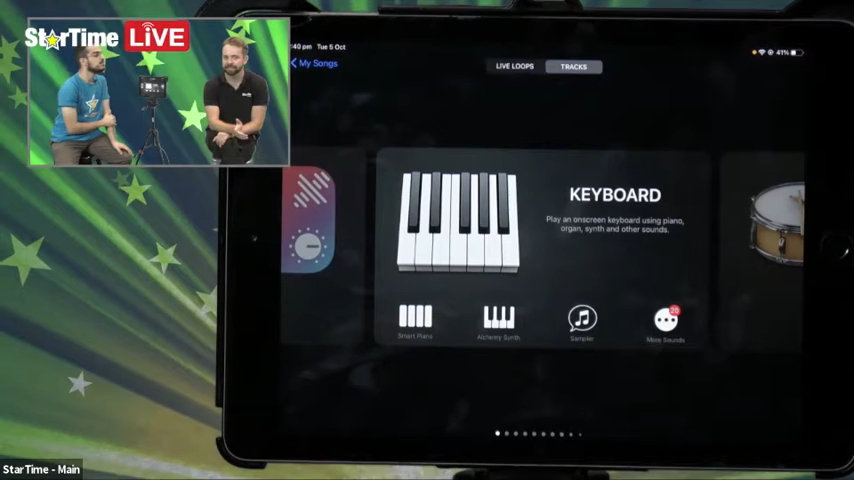 StarTime LIVE
:40 pm Tue 5 Oct
41%
My Songs
LIVE LOOPS
TRACKS
KEYBOARD
Play an onscreen keyboard using piano,
organ, synth and other sounds.
20
Smart Piano
Alchemy Synth
Sampler
More Sounds
StarTime - Main